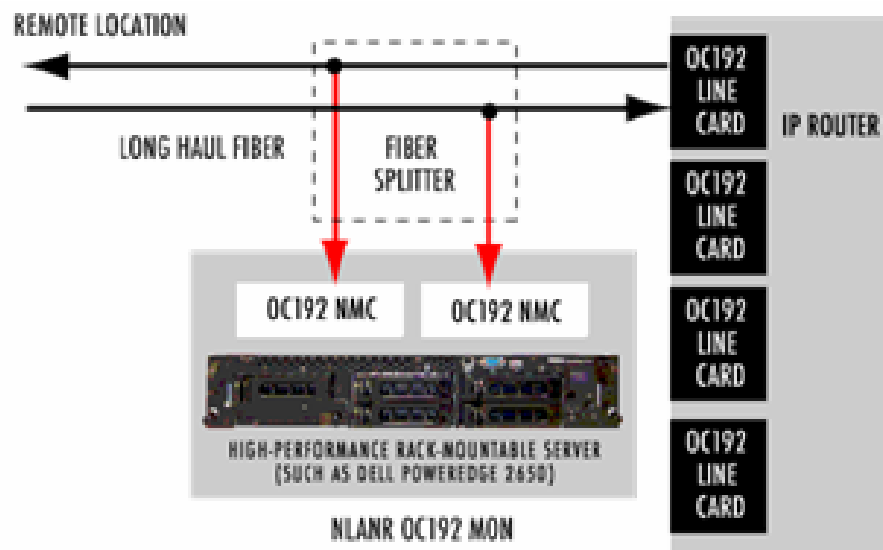 REMOTE LOCATION
OC192
LINE
CARD
IP ROUTER
LONG HAUL FIBER
FIBER
SPLITTER
OC192
LINE
CARD
OC192 NMC
OC192 NMC
OC192
LINE
CARD
HIGH-PERFORMANCE RACK-MOUNTABLE SERVER
(SUCH AS DELL POWEREDGE 2650)
OC192
LINE
CARD
NLANR OC192 MON